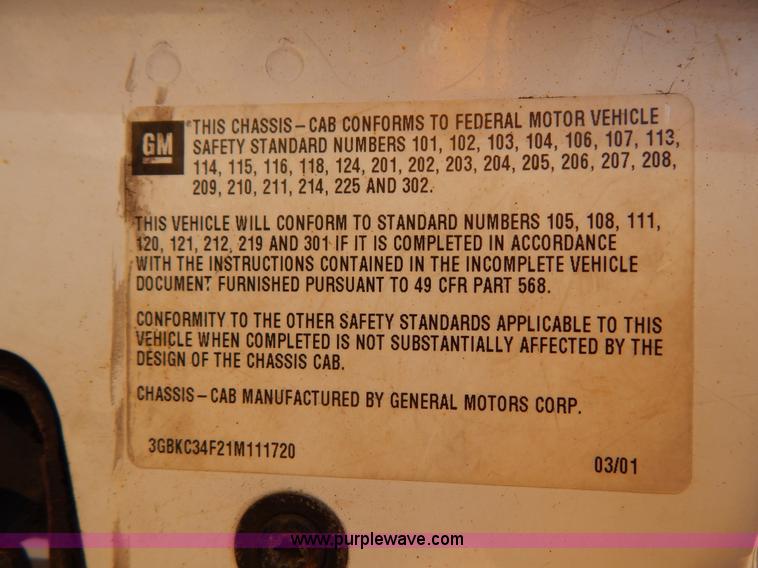 GM
THIS CHASSIS-CAB CONFORMS TO FEDERAL MOTOR VEHICLE
SAFETY STANDARD NUMBERS 101, 102, 103, 104, 106, 107, 113,
114, 115, 116, 118, 124, 201, 202, 203, 204, 205, 206, 207, 208,
209, 210, 211, 214, 225 AND 302.
THIS VEHICLE WILL CONFORM TO STANDARD NUMBERS 105, 108, 111,
120, 121, 212, 219 AND 301 IF IT IS COMPLETED IN ACCORDANCE
WITH THE INSTRUCTIONS CONTAINED IN THE INCOMPLETE VEHICLE
DOCUMENT FURNISHED PURSUANT TO 49 CFR PART 568.
CONFORMITY TO THE OTHER SAFETY STANDARDS APPLICABLE TO THIS
VEHICLE WHEN COMPLETED IS NOT SUBSTANTIALLY AFFECTED BY THE
DESIGN OF THE CHASSIS CAB.
CHASSIS-CAB MANUFACTURED BY GENERAL MOTORS CORP.
3GBKC34F21M111720
03/01
www.purplewave.com